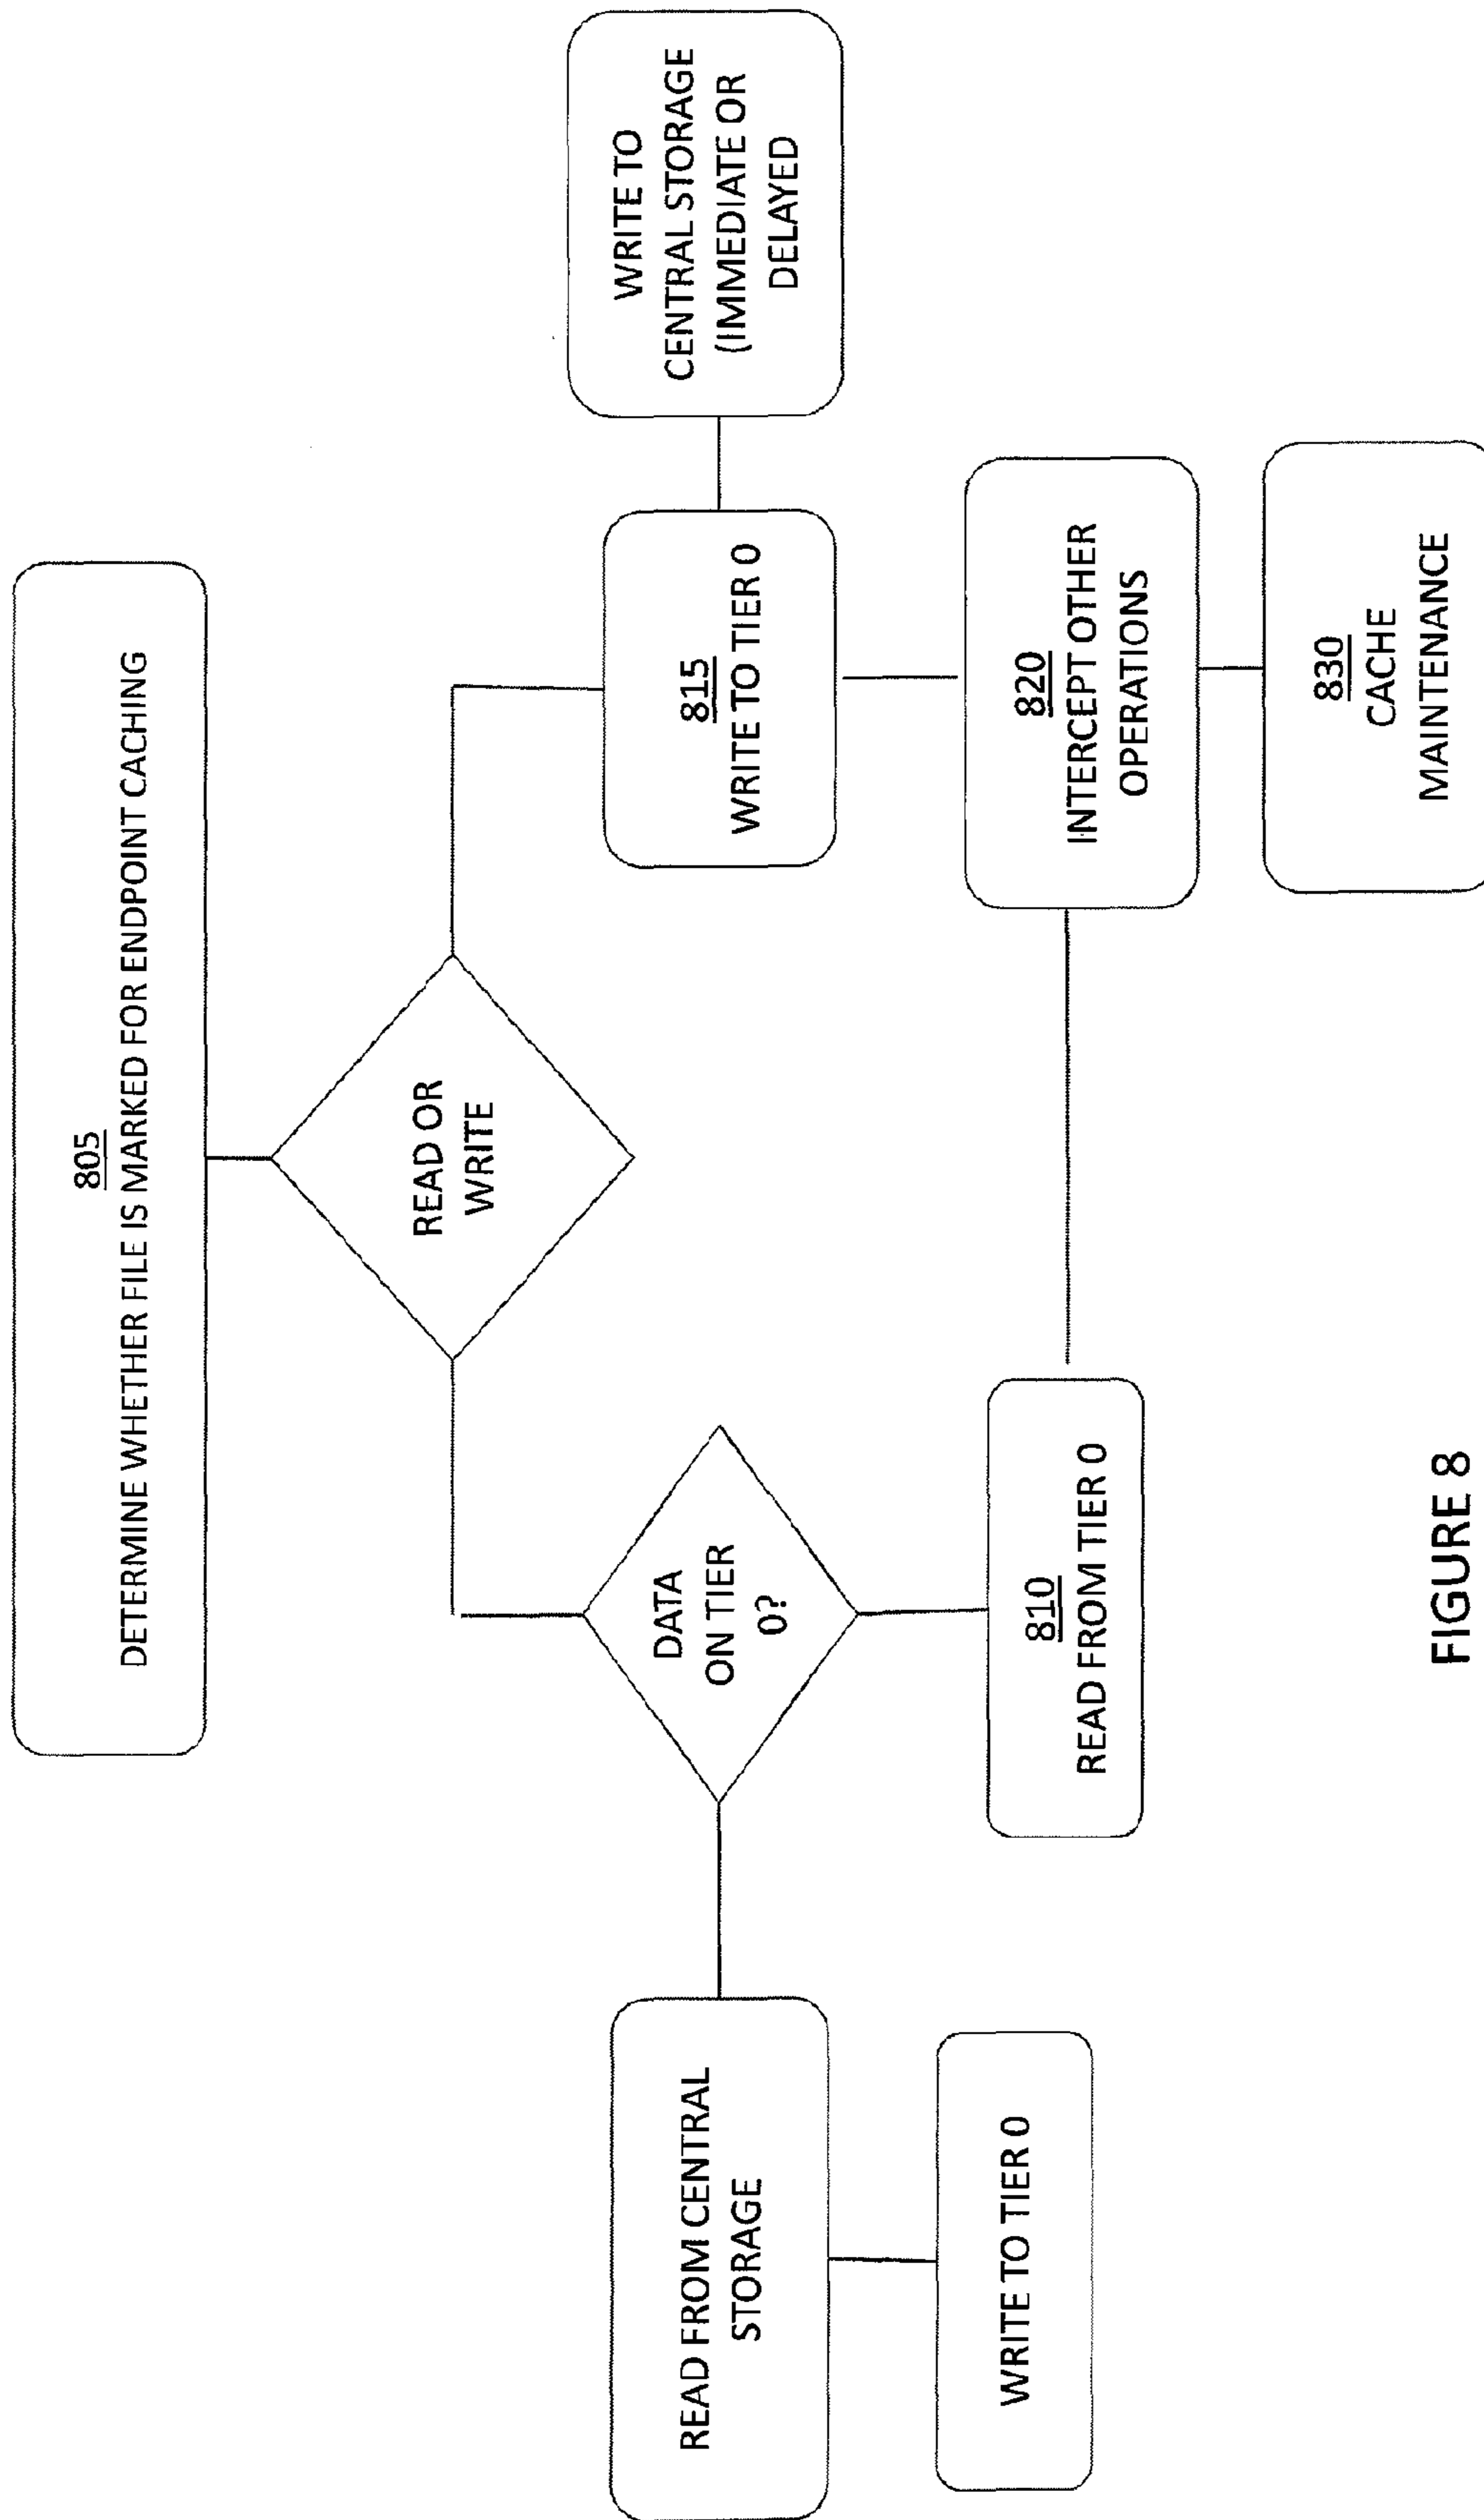 805
DETERMINE WHETHER FILE IS MARKED FOR ENDPOINT CACHING
READ OR
WRITE
DATA
ON TIER
0?
READ FROM CENTRAL
STORAGE
WRITE TO TIER 0
810
READ FROM TIER 0
815
WRITE TO TIER 0
WRITE TO
CENTRAL STORAGE
(IMMEDIATE OR
DELAYED
820
INTERCEPT OTHER
OPERATIONS
830
CACHE
MAINTENANCE
FIGURE 8